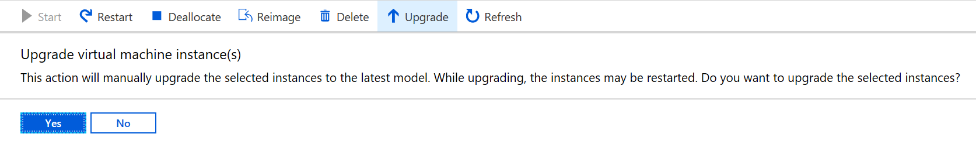 Start Restart Deallocate Reimage Delete Upgrade Refresh
Upgrade virtual machine instance(s)
This action will manually upgrade the selected instances to the latest model. While upgrading, the instances may be restarted. Do you want to upgrade the selected instances?
Yes No